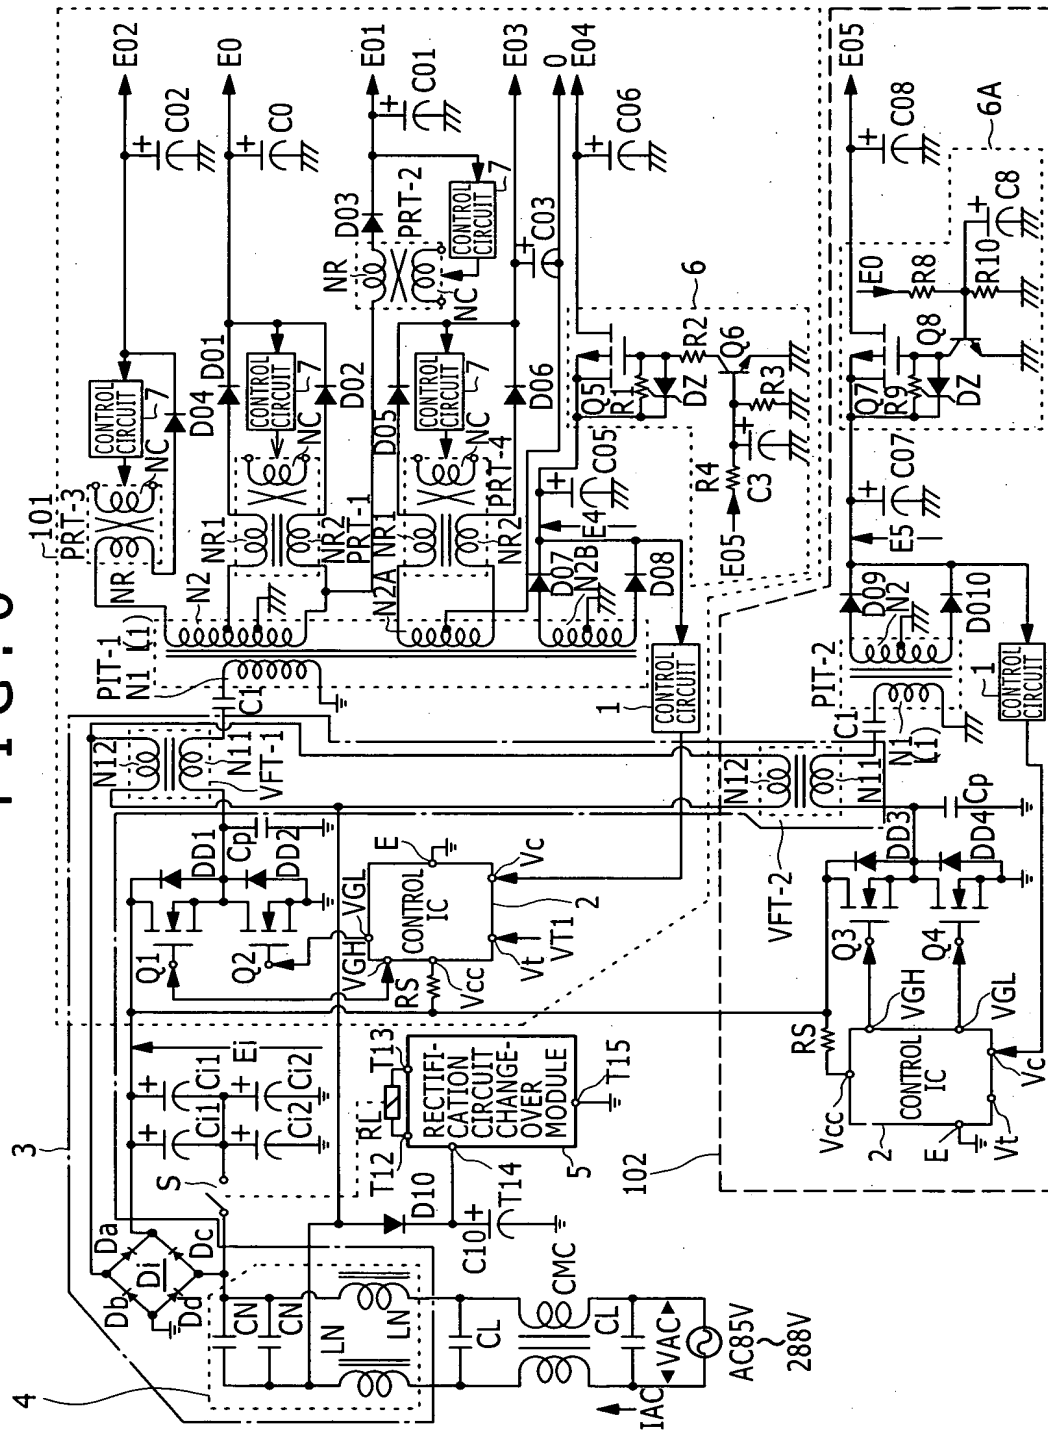 101
PRT-3
NR
NC
CONTROL CIRCUIT
7
D04
E02
+
C02
N2
NR1
NR2
PRT-1
NC
CONTROL CIRCUIT
7
D01
D02
E0
+
C0
NR
NC
D03
PRT-2
CONTROL CIRCUIT
7
E01
+
C01
N2A
NR1
NR2
PRT-4
NC
CONTROL CIRCUIT
7
D05
D06
E03
+
C03
0
E04
+
C06
N2B
D07
D08
E4
+
C05
Q5
R1
DZ
R2
Q6
R3
R4
+
C3
E05
6
PIT-1
N1
(L1)
C1
1
CONTROL CIRCUIT
3
N12
N11
VFT-1
DD1
Cp
DD2
Q1
Q2
VGH
VGL
E
CONTROL IC
2
RS
Vcc
Vt
VT1
Vc
Ei
+
Ci1
+
Ci1
+
Ci2
+
Ci2
S
Da
Db
Dc
Dd
Di
4
CN
CN
LN
LN
CL
CMC
CL
VAC
IAC
AC85V
~
288V
D10
C10
+
RL
T12
T13
T14
T15
RECTIFI-
CATION
CIRCUIT
CHANGE-
OVER
MODULE
5
102
N12
N11
VFT-2
C1
PIT-2
N1
(L1)
N2
D09
D010
E5
+
C07
Q7
R9
DZ
Q8
E0
R8
R10
+
C8
6A
E05
+
C08
1
CONTROL CIRCUIT
DD3
DD4
Cp
Q3
Q4
RS
VGH
VGL
Vcc
CONTROL IC
2
E
Vt
Vc